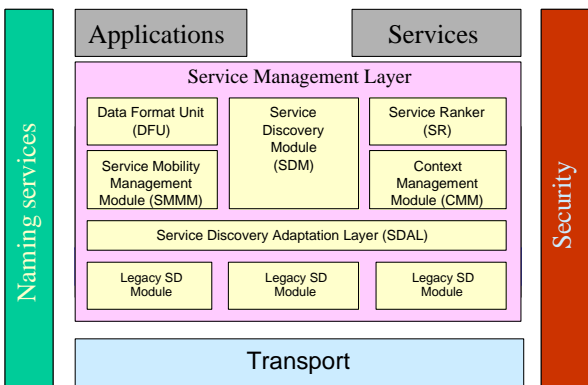 Applications
Services
Naming services
Security
Service Management Layer
Data Format Unit
(DFU)
Service
Discovery
Module
(SDM)
Service Ranker
(SR)
Service Mobility
Management
Module (SMMM)
Context
Management
Module (CMM)
Service Discovery Adaptation Layer (SDAL)
Legacy SD
Module
Legacy SD
Module
Legacy SD
Module
Transport